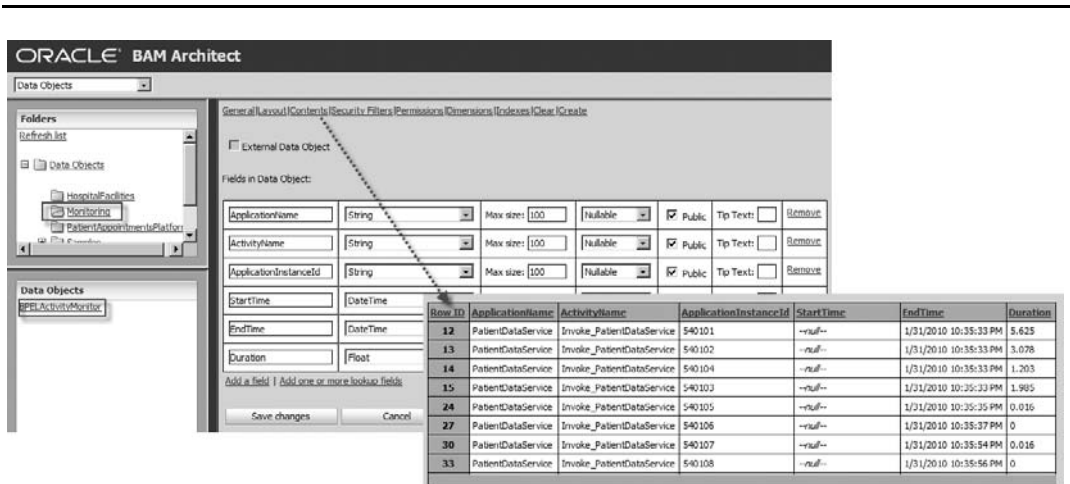 ORACLE BAM Architect
Data Objects
Folders
Refresh list
Data Objects
HospitalFacilities
Monitoring
PatientAppointmentsPlatform
Samples
Data Objects
BPELActivityMonitor
General|Layout|Contents|Security Filters|Permissions|Dimensions|Indexes|Clear|Create
External Data Object
Fields in Data Object:
ApplicationName String Max size: 100 Nullable Public Tip Text: Remove
ActivityName String Max size: 100 Nullable Public Tip Text: Remove
ApplicationInstanceId String Max size: 100 Nullable Public Tip Text: Remove
StartTime DateTime
EndTime DateTime
Duration Float
Add a field | Add one or more lookup fields
Save changes Cancel
Row ID ApplicationName ActivityName ApplicationInstanceId StartTime EndTime Duration
12 PatientDataService Invoke_PatientDataService 540101 --null-- 1/31/2010 10:35:33 PM 5.625
13 PatientDataService Invoke_PatientDataService 540102 --null-- 1/31/2010 10:35:33 PM 3.078
14 PatientDataService Invoke_PatientDataService 540104 --null-- 1/31/2010 10:35:33 PM 1.203
15 PatientDataService Invoke_PatientDataService 540103 --null-- 1/31/2010 10:35:33 PM 1.985
24 PatientDataService Invoke_PatientDataService 540105 --null-- 1/31/2010 10:35:35 PM 0.016
27 PatientDataService Invoke_PatientDataService 540106 --null-- 1/31/2010 10:35:37 PM 0
30 PatientDataService Invoke_PatientDataService 540107 --null-- 1/31/2010 10:35:54 PM 0.016
33 PatientDataService Invoke_PatientDataService 540108 --null-- 1/31/2010 10:35:56 PM 0